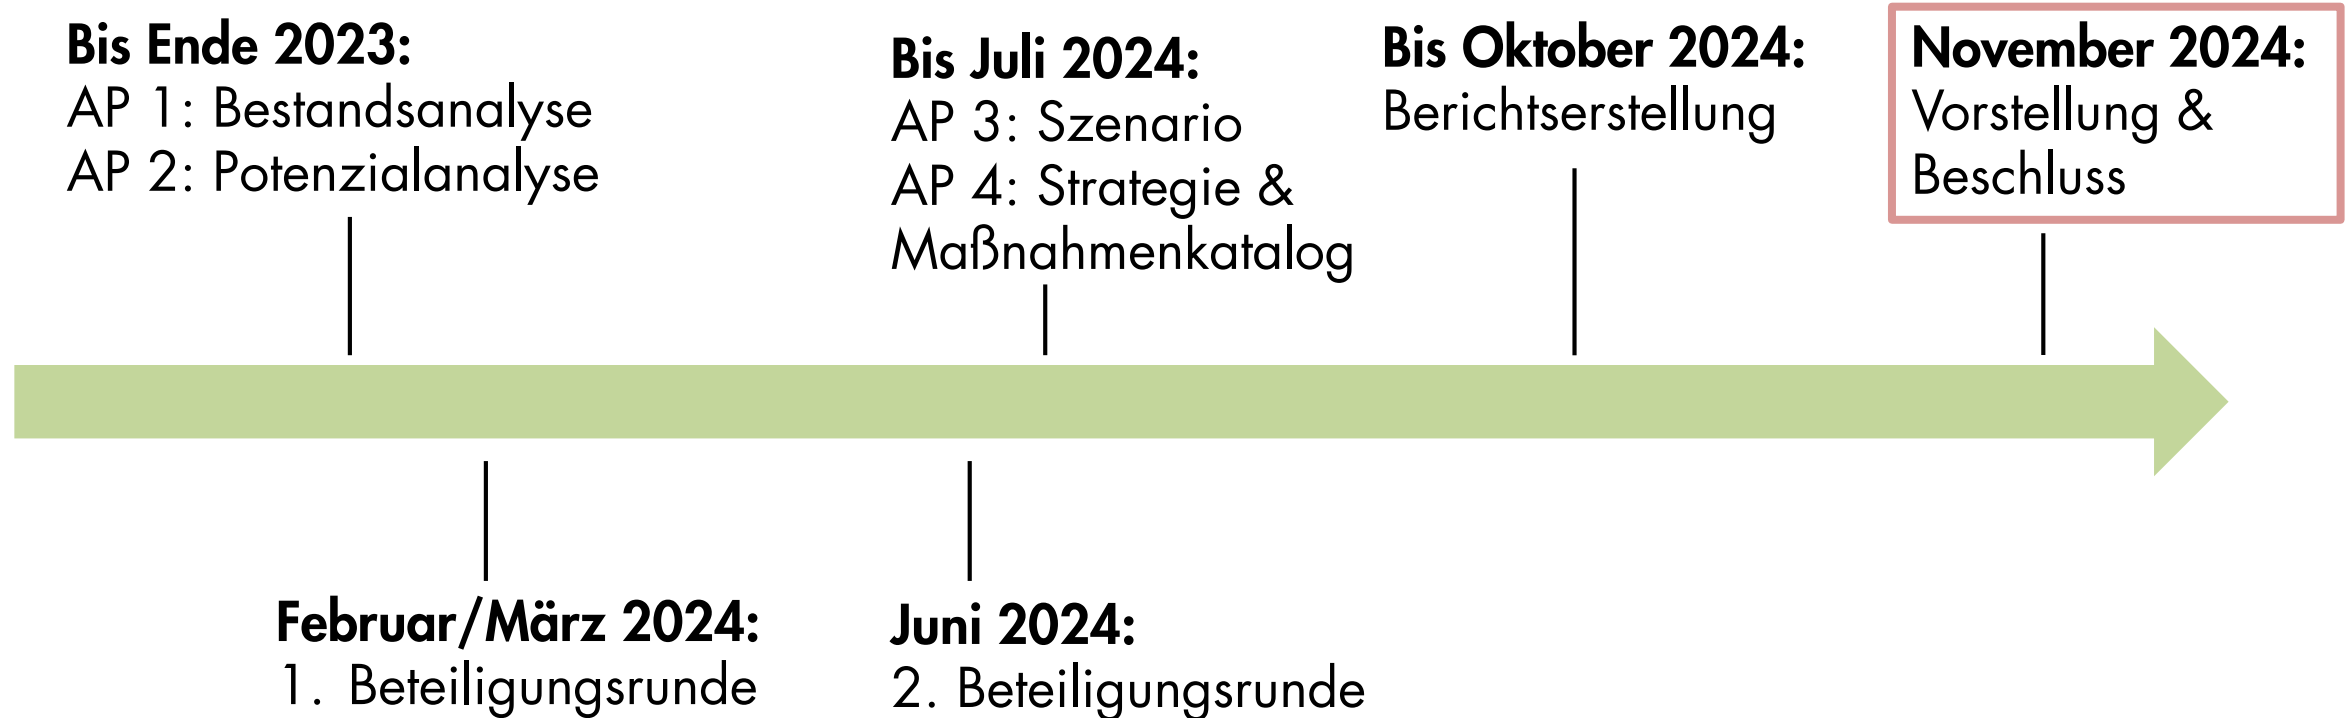 Bis Ende 2023:
AP 1: Bestandsanalyse
AP 2: Potenzialanalyse
Bis Juli 2024:
AP 3: Szenario
AP 4: Strategie &
Maßnahmenkatalog
Bis Oktober 2024:
Berichtserstellung
November 2024:
Vorstellung &
Beschluss
Februar/März 2024:
1. Beteiligungsrunde
Juni 2024:
2. Beteiligungsrunde